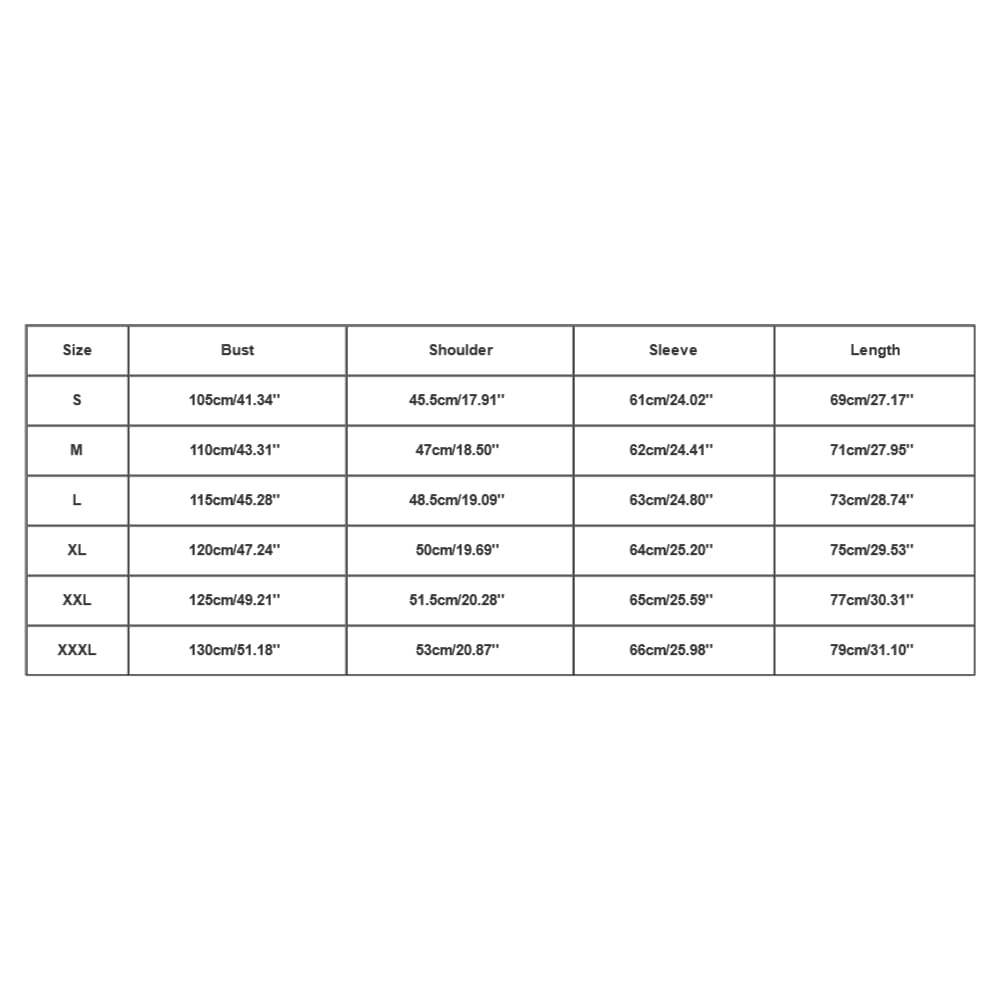 Size Bust Shoulder Sleeve Length
S 105cm/41.34'' 45.5cm/17.91'' 61cm/24.02'' 69cm/27.17''
M 110cm/43.31'' 47cm/18.50'' 62cm/24.41'' 71cm/27.95''
L 115cm/45.28'' 48.5cm/19.09'' 63cm/24.80'' 73cm/28.74''
XL 120cm/47.24'' 50cm/19.69'' 64cm/25.20'' 75cm/29.53''
XXL 125cm/49.21'' 51.5cm/20.28'' 65cm/25.59'' 77cm/30.31''
XXXL 130cm/51.18'' 53cm/20.87'' 66cm/25.98'' 79cm/31.10''